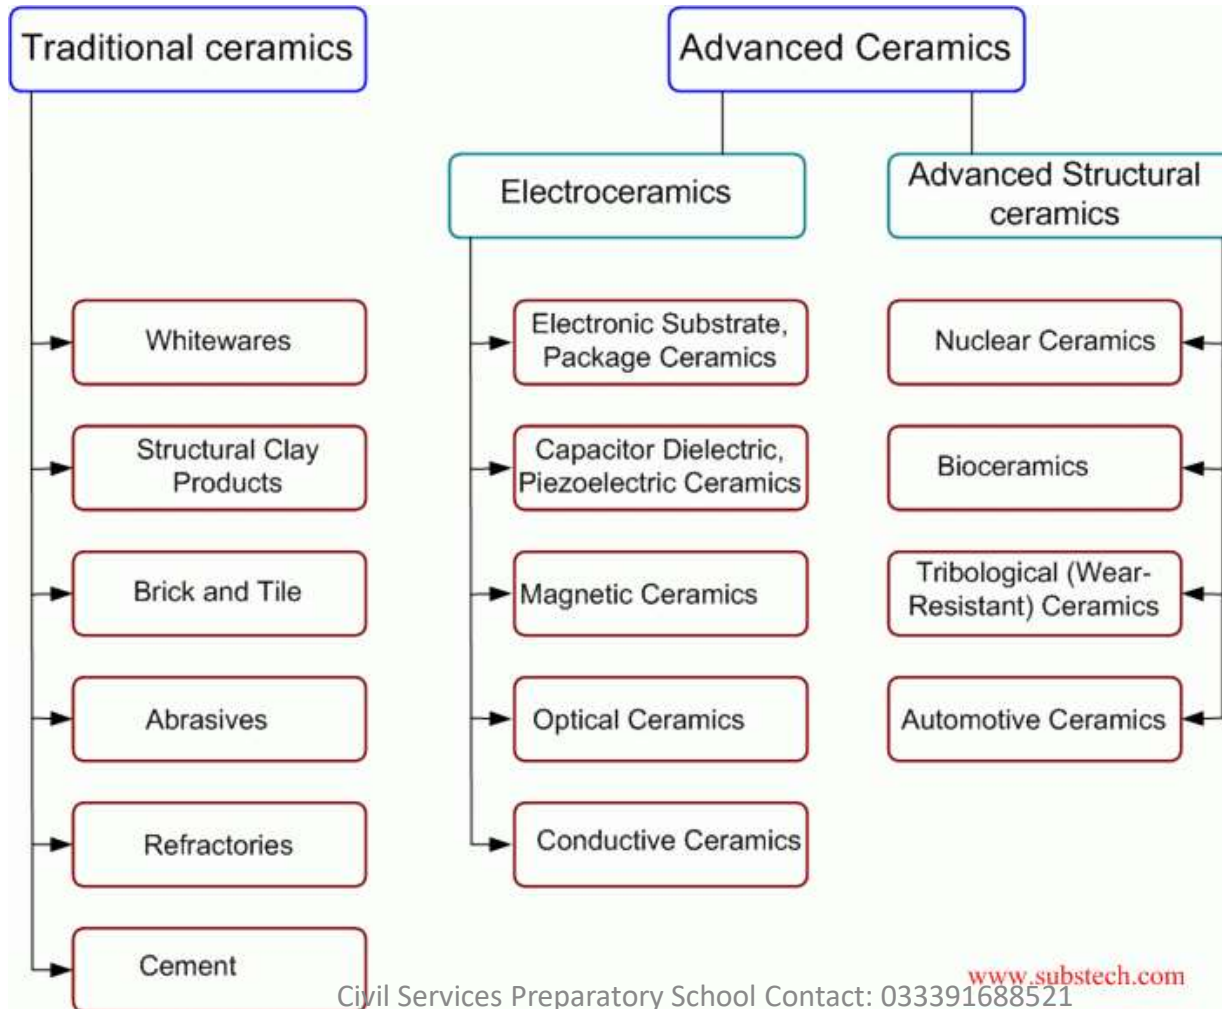 Traditional ceramics
Whitewares
Structural Clay
Products
Brick and Tile
Abrasives
Refractories
Cement
Advanced Ceramics
Electroceramics
Electronic Substrate,
Package Ceramics
Capacitor Dielectric,
Piezoelectric Ceramics
Magnetic Ceramics
Optical Ceramics
Conductive Ceramics
Advanced Structural
ceramics
Nuclear Ceramics
Bioceramics
Tribological (Wear-
Resistant) Ceramics
Automotive Ceramics
www.substech.com
Civil Services Preparatory School Contact: 033391688521